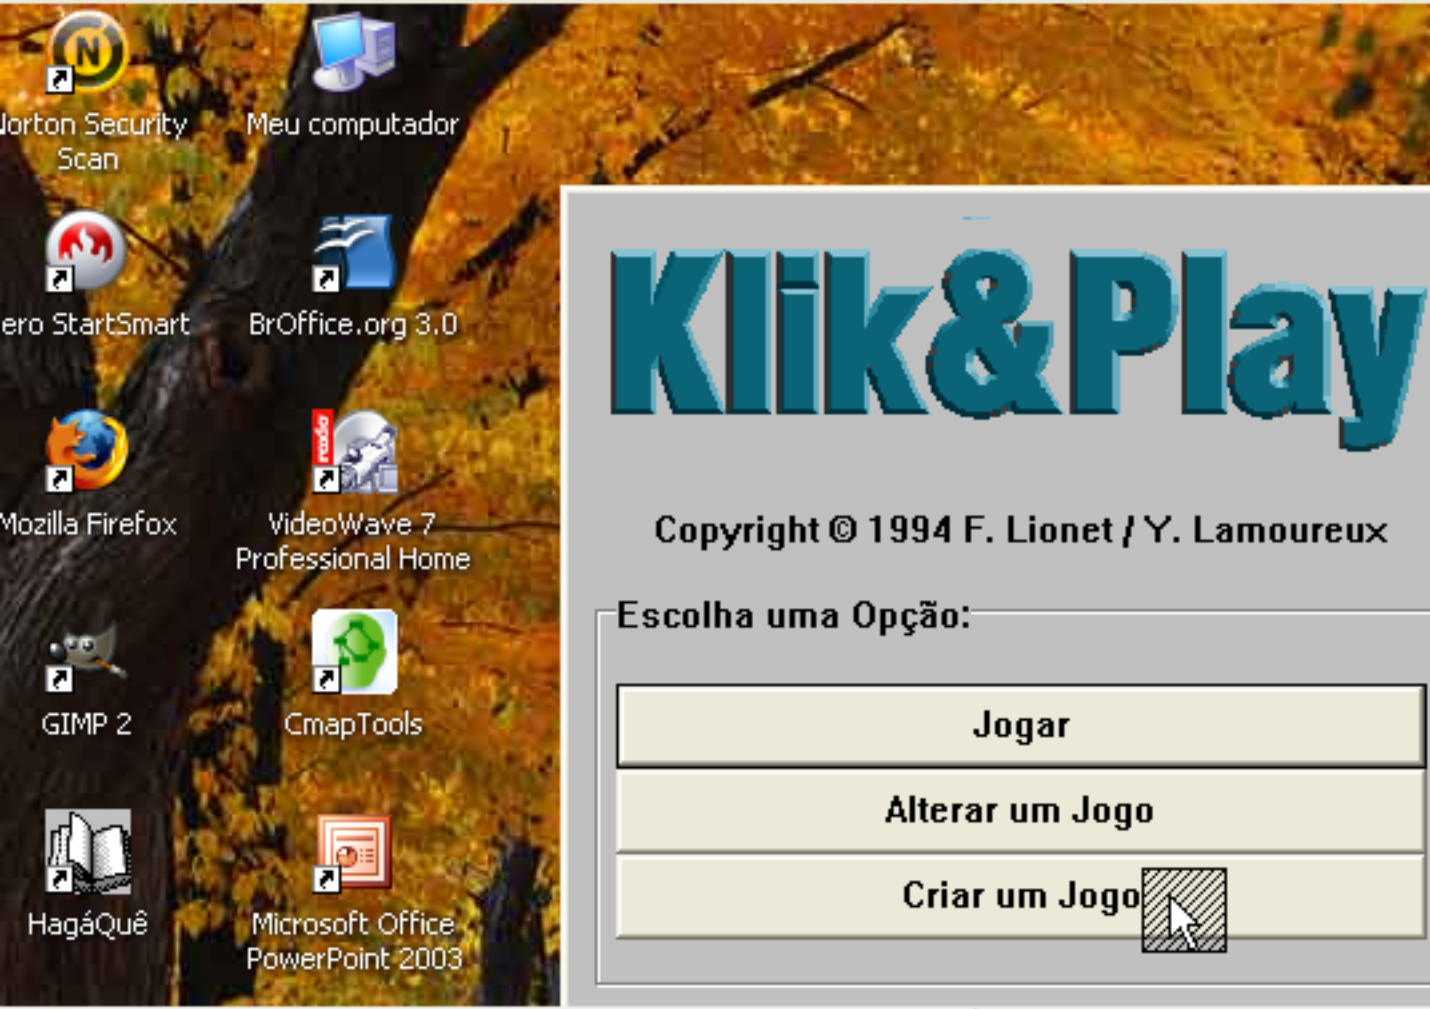 Norton Security
Scan
Meu computador
ero StartSmart
BrOffice.org 3.0
Mozilla Firefox
VideoWave 7
Professional Home
GIMP 2
CmapTools
HagáQuê
Microsoft Office
PowerPoint 2003
N
roxio
Klik&Play
Copyright © 1994 F. Lionet / Y. Lamoureux
Escolha uma Opção:
Jogar
Alterar um Jogo
Criar um Jogo